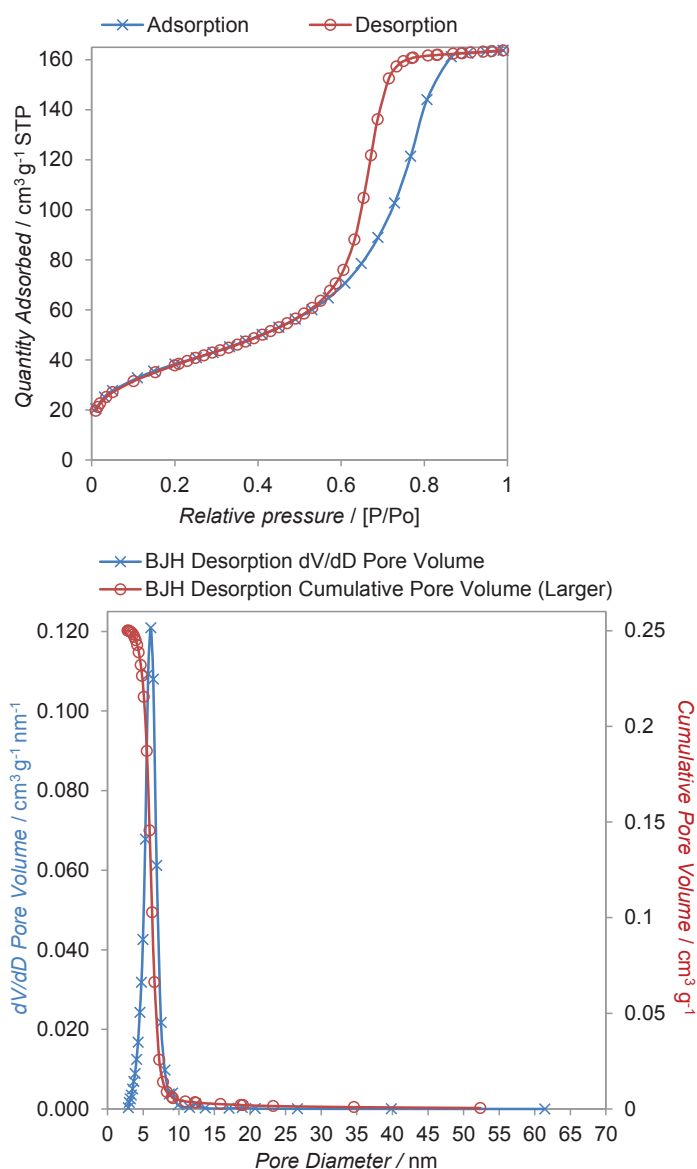 Adsorption Desorption
Quantity Adsorbed / cm³ g⁻¹ STP
160
140
120
100
80
60
40
20
0
0 0.2 0.4 0.6 0.8 1
Relative pressure / [P/Po]
BJH Desorption dV/dD Pore Volume
BJH Desorption Cumulative Pore Volume (Larger)
dV/dD Pore Volume / cm³ g⁻¹ nm⁻¹
0.120
0.100
0.080
0.060
0.040
0.020
0.000
0.25
0.2
0.15
0.1
0.05
0
Cumulative Pore Volume / cm³ g⁻¹
0 5 10 15 20 25 30 35 40 45 50 55 60 65 70
Pore Diameter / nm